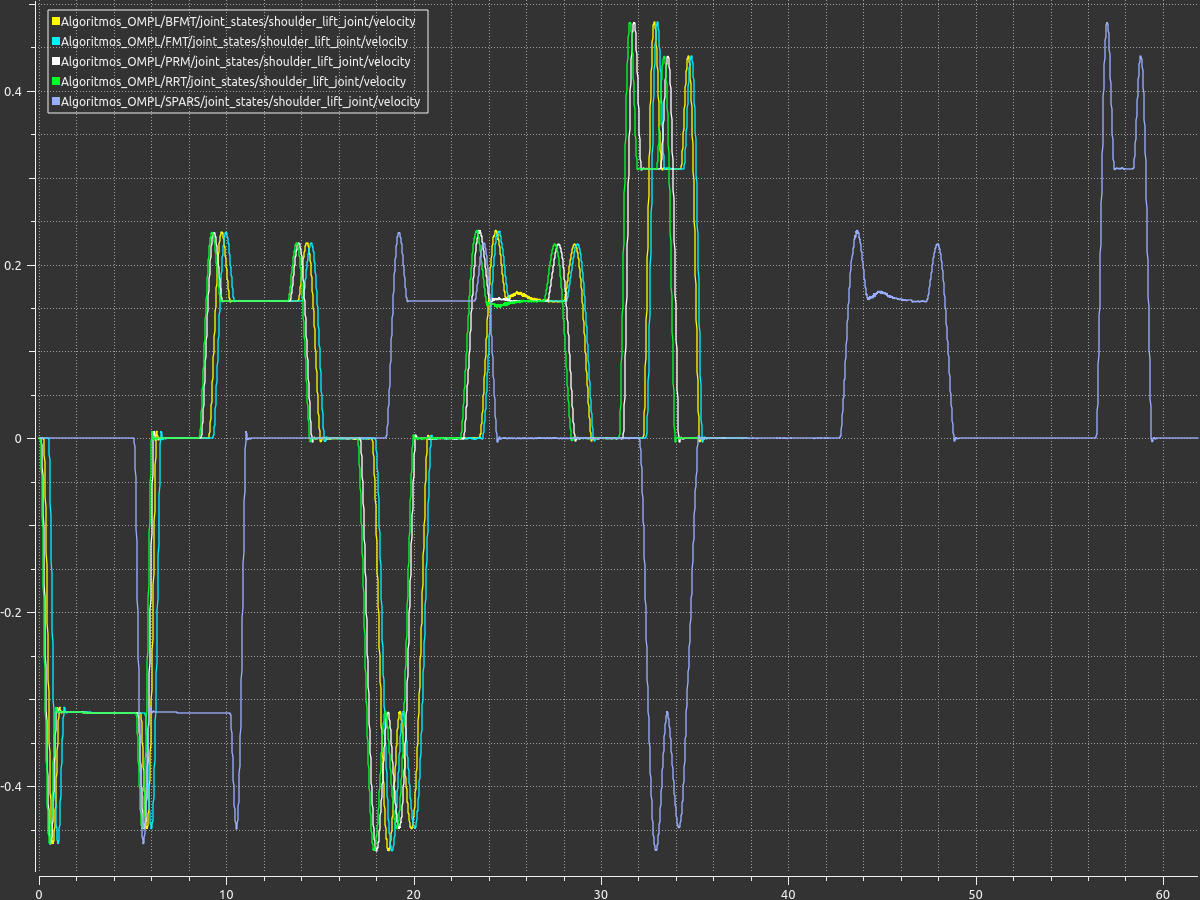 Algoritmos_OMPL/BFMT/joint_states/shoulder_lift_joint/velocity
Algoritmos_OMPL/FMT/joint_states/shoulder_lift_joint/velocity
Algoritmos_OMPL/PRM/joint_states/shoulder_lift_joint/velocity
Algoritmos_OMPL/RRT/joint_states/shoulder_lift_joint/velocity
Algoritmos_OMPL/SPARS/joint_states/shoulder_lift_joint/velocity
0.4
0.2
0
-0.2
-0.4
0 10 20 30 40 50 60